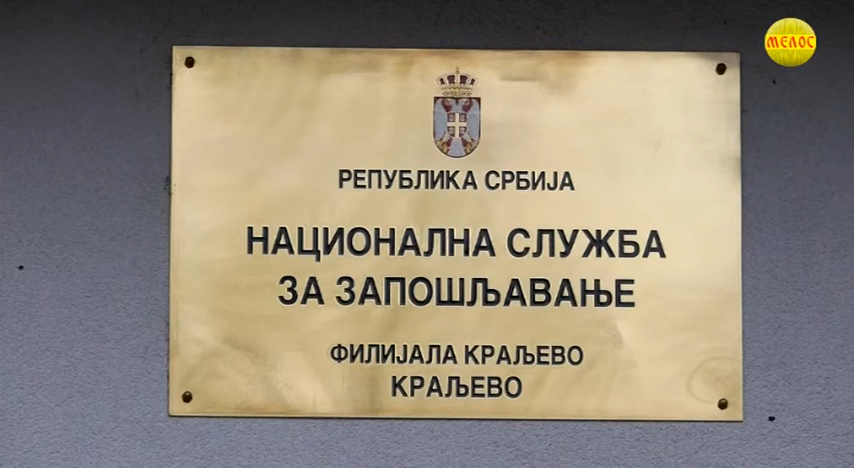 МЕЛОС
РЕПУБЛИКА СРБИЈА
НАЦИОНАЛНА СЛУЖБА
ЗА ЗАПОШЉАВАЊЕ
ФИЛИЈАЛА КРАЉЕВО
КРАЉЕВО